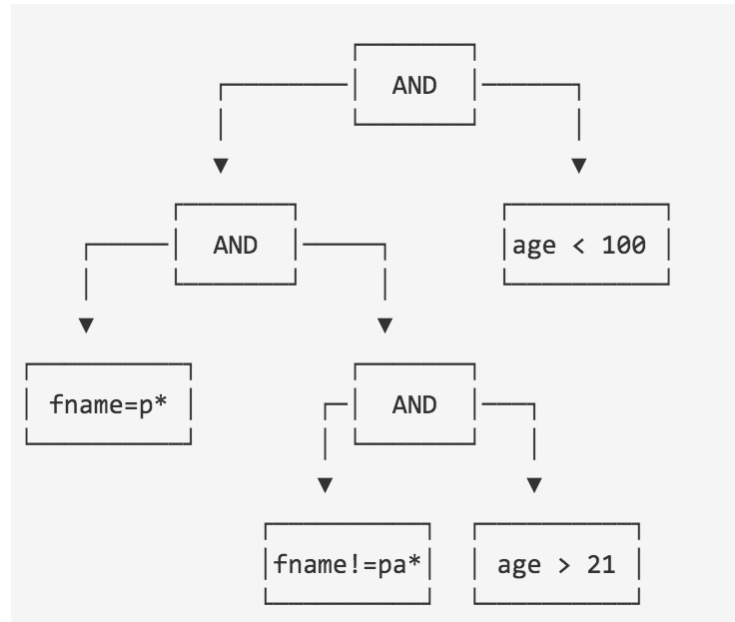 AND
AND
age < 100
fname=p*
AND
fname!=pa*
age > 21